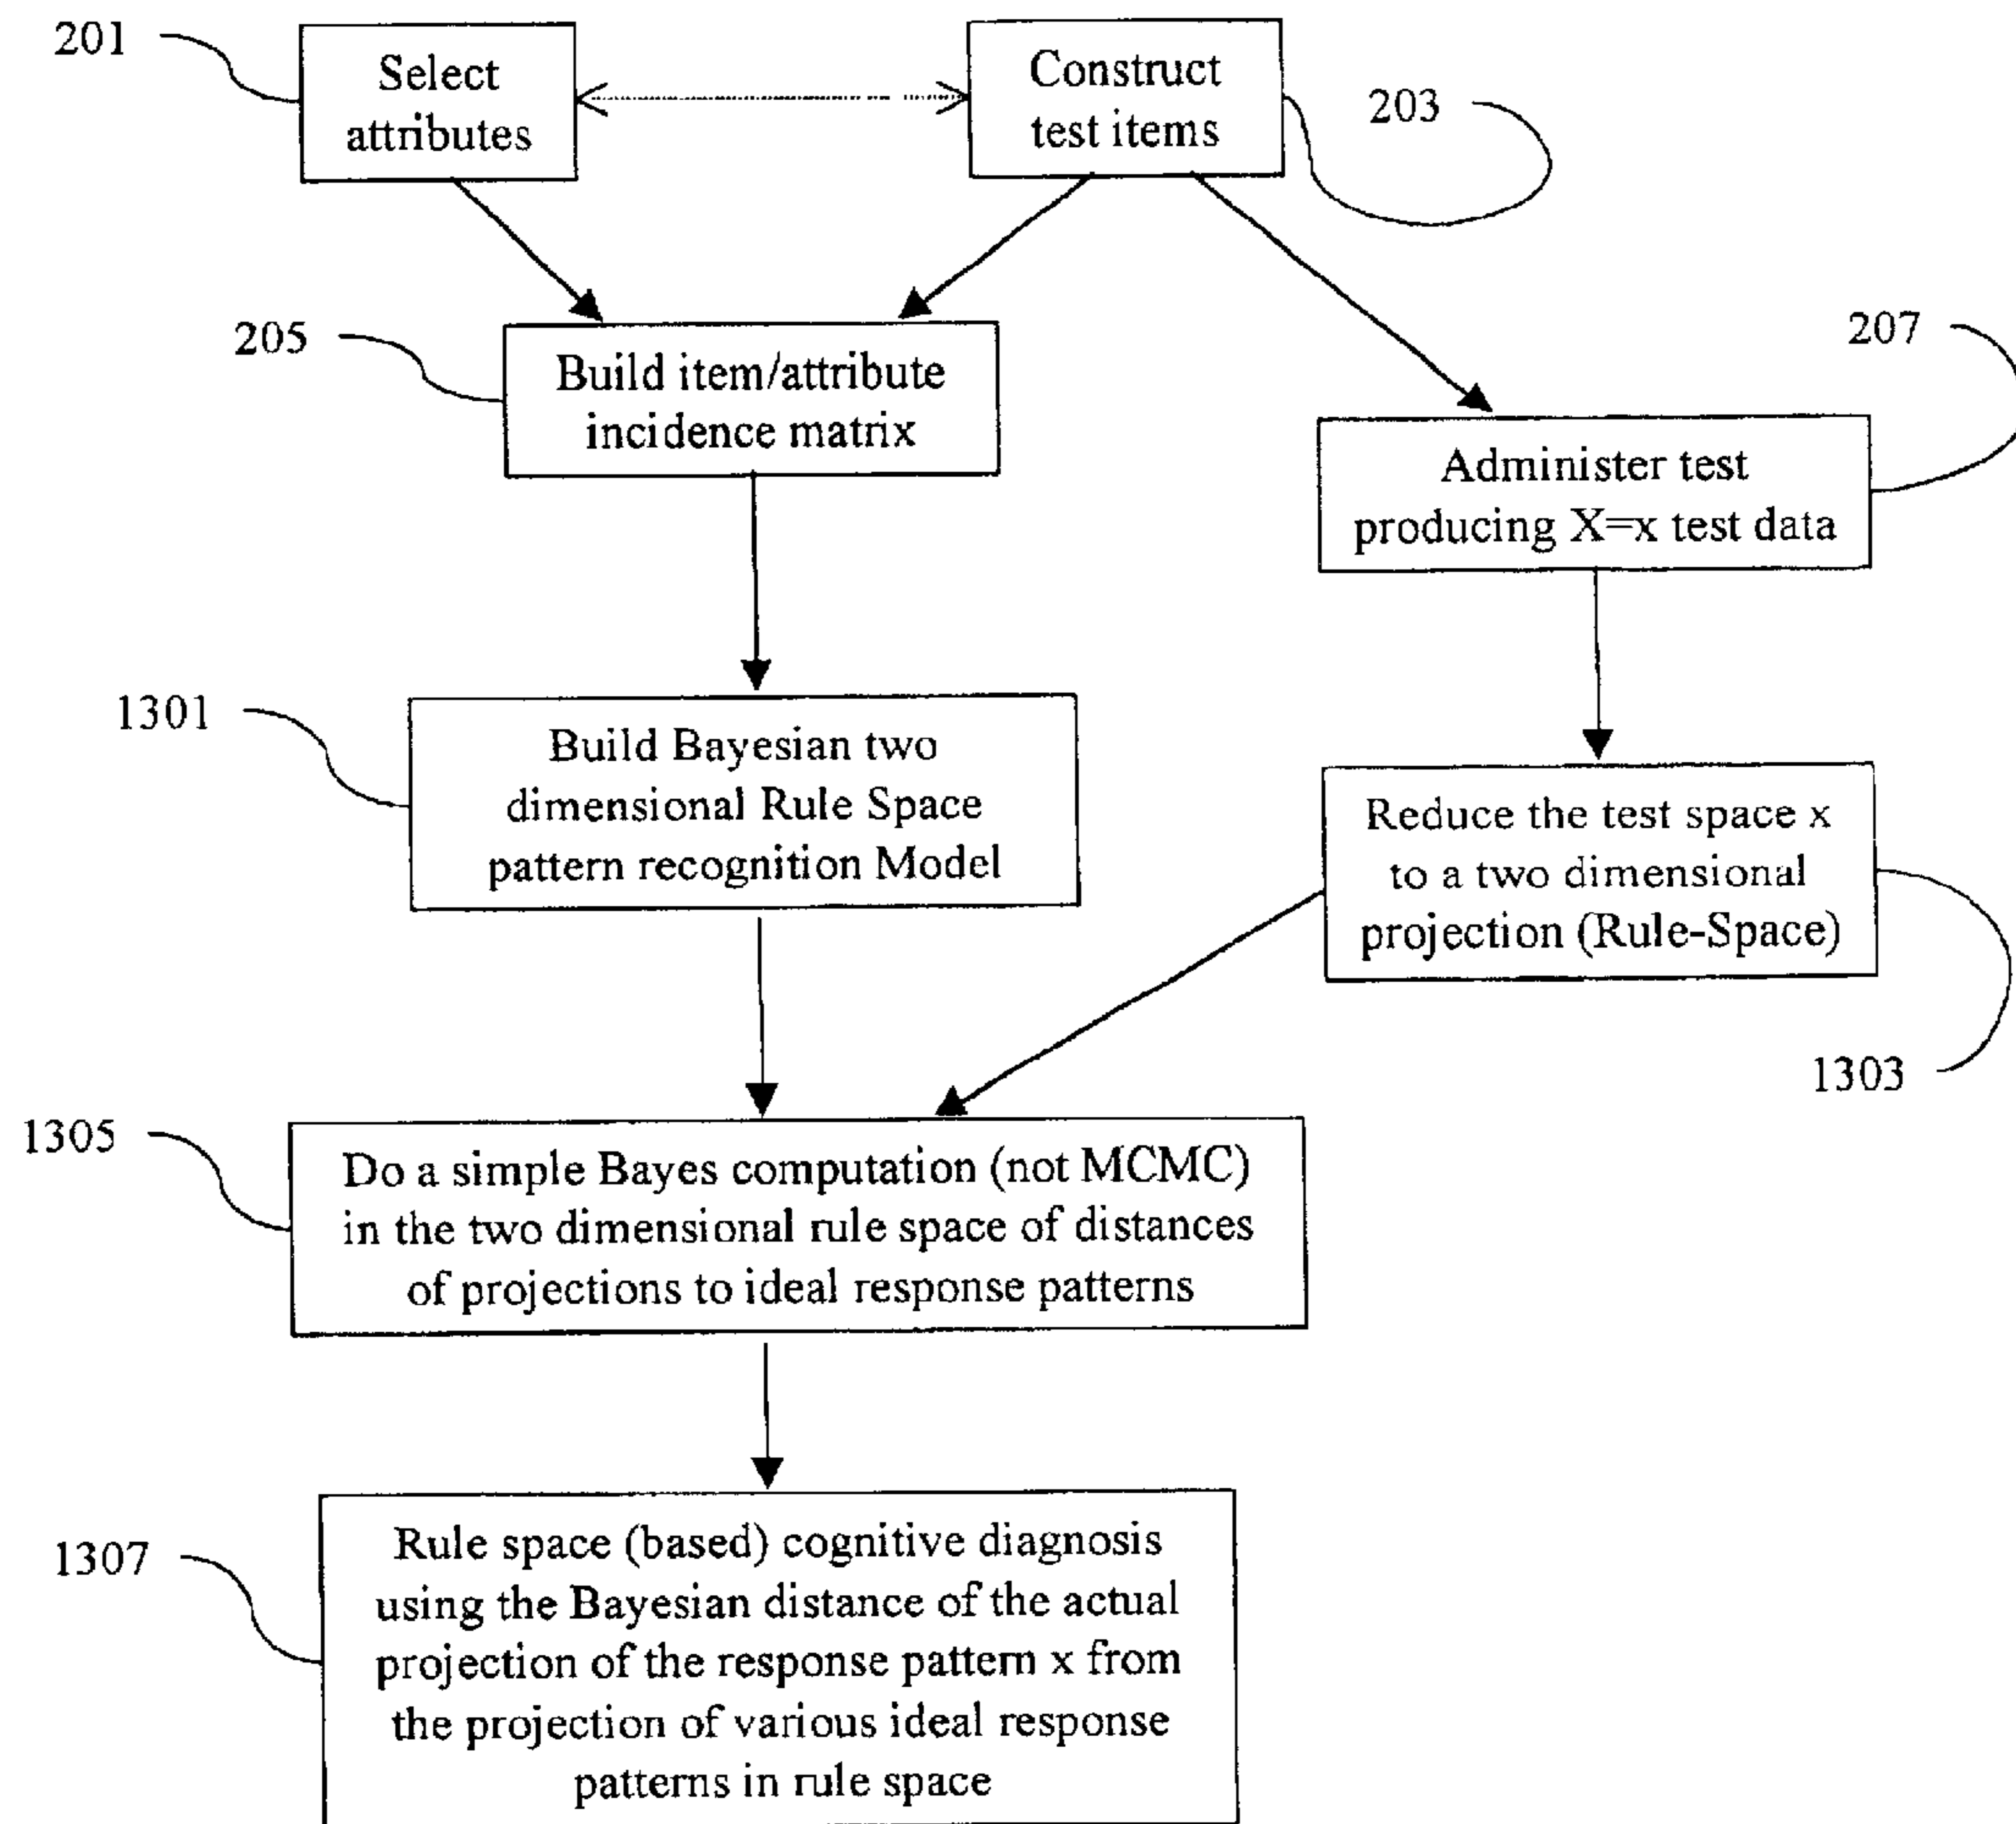 201
Select
attributes
Construct
test items
203
205
Build item/attribute
incidence matrix
207
Administer test
producing X=x test data
1301
Build Bayesian two
dimensional Rule Space
pattern recognition Model
Reduce the test space x
to a two dimensional
projection (Rule-Space)
1303
1305
Do a simple Bayes computation (not MCMC)
in the two dimensional rule space of distances
of projections to ideal response patterns
1307
Rule space (based) cognitive diagnosis
using the Bayesian distance of the actual
projection of the response pattern x from
the projection of various ideal response
patterns in rule space